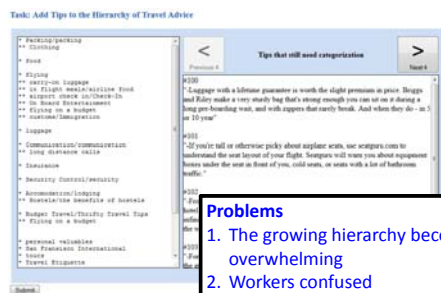 Task: Add Tips to the Hierarchy of Travel Advice
* Packing/packing
** Clothing
* Food
* Flying
** carry-on luggage
** in flight meals/airline food
** airport check in/Check-In
** On Board Entertainment
** flying on a budget
** customs/Immigration
* luggage
* Communication/communication
** long distance calls
* Insurance
* Security Control/security
* Accomodation/lodging
** Hostels/the benefits of hostels
* Budget Travel/Thrifty Travel Tips
** Flying on a budget
* personal valuables
* San Francisco International
* tours
* Travel Etiquette
Submit
<
Previous 4
Tips that still need categorization
>
Next 4
#100
"-Luggage with a lifetime guarantee is worth the slight premium in price. Boggs
and Riley make a very sturdy bag that's strong enough you can sit on it during a
long pre-boarding wait, and with zippers that rarely break. And when they do - in 5
or 10 year"
#101
"-If you're tall or otherwise picky about airplane seats, use seatguru.com to
understand the seat layout of your flight. Seatguru will warn you about equipment
boxes under the seat in front of you, cold seats, or seats with a lot of bathroom
traffic."
#102
"-For
hotel
the w
#103
"-For
the
Problems
1. The growing hierarchy beco
overwhelming
2. Workers confused